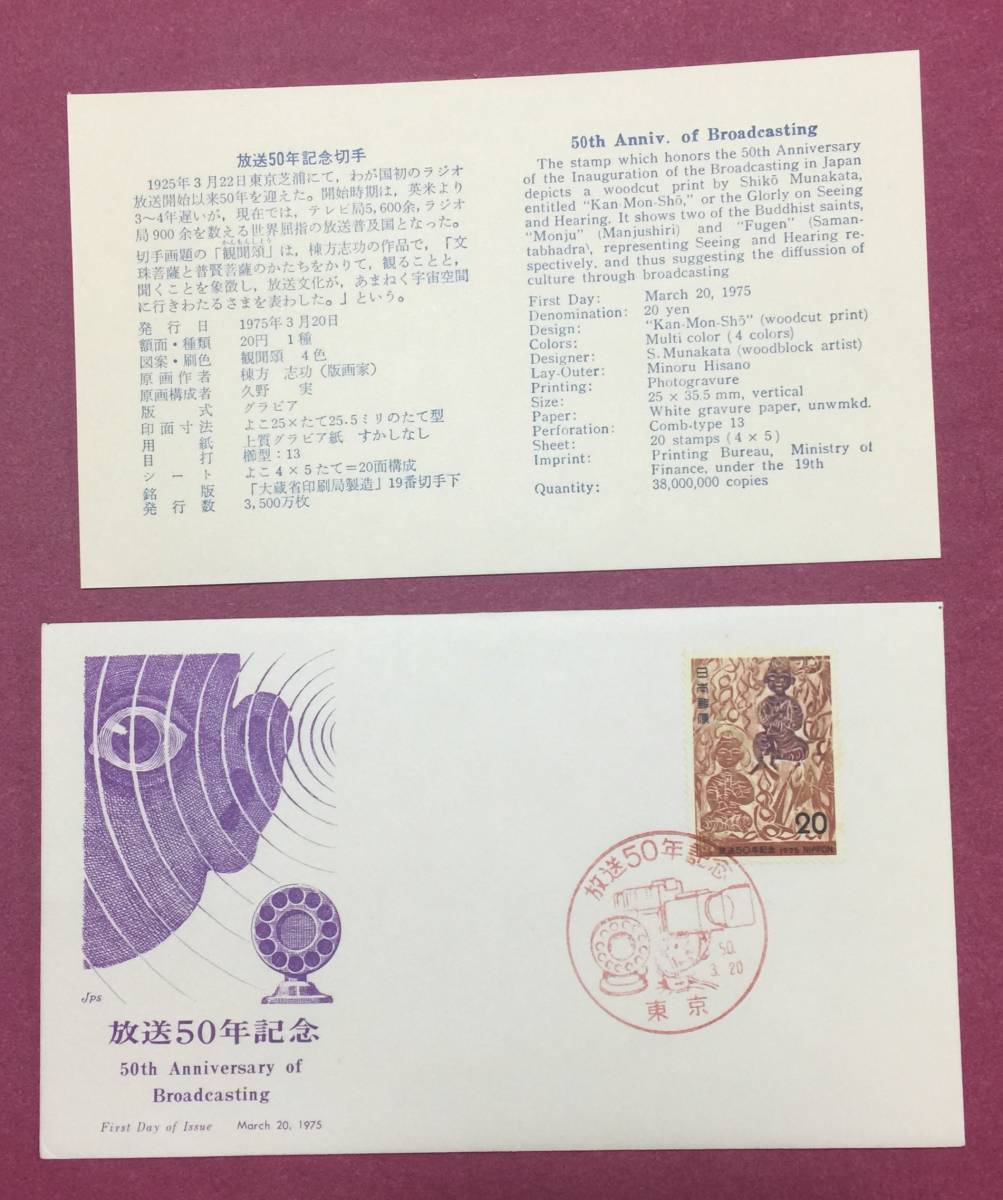 放送50年記念切手
1925年3月22日東京芝浦にて，わが国初のラジオ
放送開始以来50年を迎えた。開始時期は，英米より
3〜4年遅いが，現在では，テレビ局5,600余，ラジオ
局900余を数える世界屈指の放送普及国となった。
かんもんしょう
切手画題の「観聞頌」は，棟方志功の作品で，「文
珠菩薩と普賢菩薩のかたちをかりて，観ることと，
聞くことを象徴し，放送文化が，あまねく宇宙空間
に行きわたるさまを表わした。」という。
発行日 1975年3月20日
額面・種類 20円 1種
図案・刷色 観聞頌 4色
原画作者 棟方 志功（版画家）
原画構成者 久野 実
版式 グラビア
印面寸法 よこ25×たて25.5ミリのたて型
用紙 上質グラビア紙 すかしなし
目打 櫛型：13
シート よこ4×5たて＝20面構成
銘版 「大蔵省印刷局製造」19番切手下
発行数 3,500万枚
50th Anniv. of Broadcasting
The stamp which honors the 50th Anniversary
of the Inauguration of the Broadcasting in Japan
depicts a woodcut print by Shikō Munakata,
entitled "Kan-Mon-Shō," or the Glorly on Seeing
and Hearing. It shows two of the Buddhist saints,
"Monju" (Manjushiri) and "Fugen" (Saman-
tabhadra), representing Seeing and Hearing re-
spectively, and thus suggesting the diffussion of
culture through broadcasting
First Day: March 20, 1975
Denomination: 20 yen
Design: "Kan-Mon-Shō" (woodcut print)
Colors: Multi color (4 colors)
Designer: S. Munakata (woodblock artist)
Lay-Outer: Minoru Hisano
Printing: Photogravure
Size: 25 × 35.5 mm, vertical
Paper: White gravure paper, unwmkd.
Perforation: Comb-type 13
Sheet: 20 stamps (4 × 5)
Imprint: Printing Bureau, Ministry of
Finance, under the 19th
Quantity: 38,000,000 copies
日本郵便
20
放送50年記念 1975 NIPPON
放送50年記念
50.
3.20
東京
Jps
放送50年記念
50th Anniversary of
Broadcasting
First Day of Issue March 20, 1975